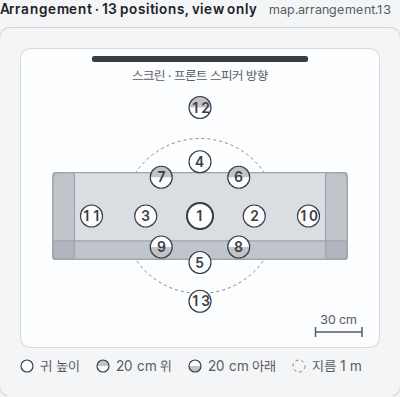 Arrangement · 13 positions, view only map.arrangement.13
스크린 · 프론트 스피커 방향
12
4
7 6
11 3 1 2 10
9 8
5
13
30 cm
귀 높이 20 cm 위 20 cm 아래 지름 1 m